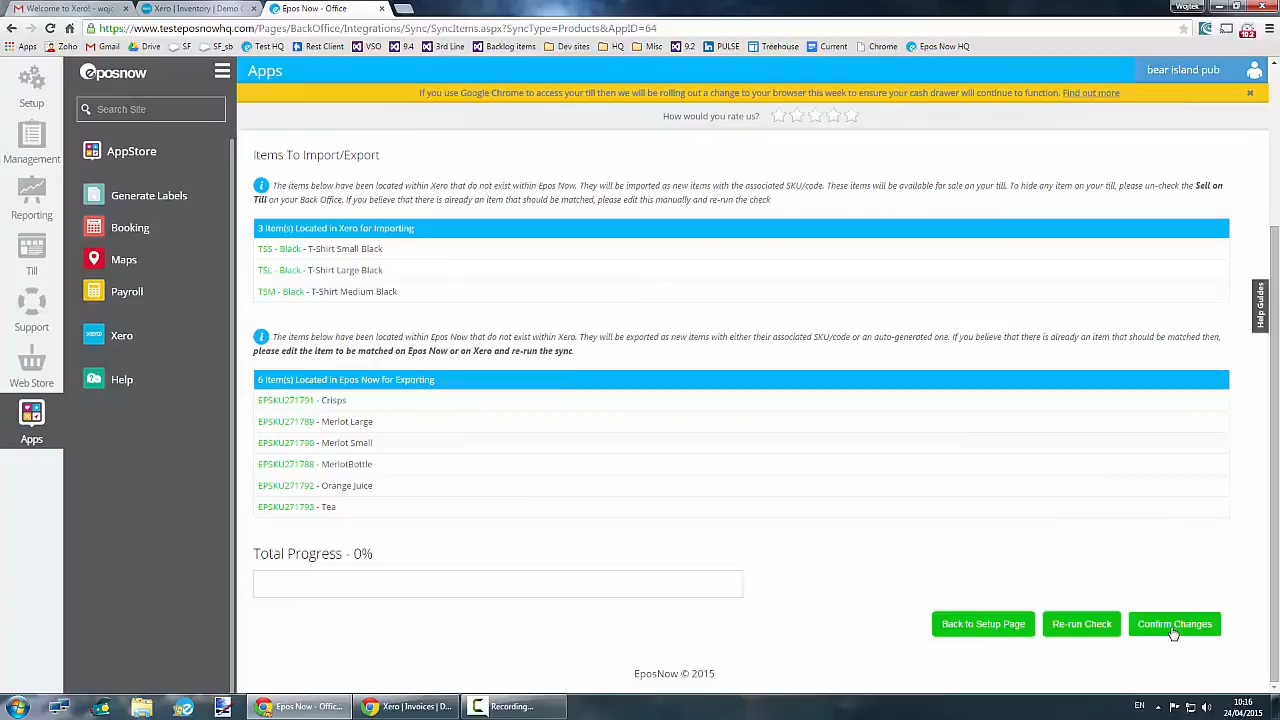 Welcome to Xero! - wojc
Xero | Inventory | Demo C
Epos Now - Office
Wojtek
https://www.testeposnowhq.com/Pages/BackOffice/Integrations/Sync/SyncItems.aspx?SyncType=Products&AppID=64
Apps Zoho Gmail Drive SF SF_sb Test HQ Rest Client VSO 9.4 3rd Line Backlog items Dev sites HQ Misc 9.2 PULSE Treehouse Current Chrome Epos Now HQ
eposnow
Apps
bear island pub
If you use Google Chrome to access your till then we will be rolling out a change to your browser this week to ensure your cash drawer will continue to function. Find out more
How would you rate us?
Setup
Management
Reporting
Till
Support
Web Store
Apps
Search Site
AppStore
Generate Labels
Booking
Maps
Payroll
xero Xero
Help
Items To Import/Export
The items below have been located within Xero that do not exist within Epos Now. They will be imported as new items with the associated SKU/code. These items will be available for sale on your till. To hide any item on your till, please un-check the Sell on
Till on your Back Office. If you believe that there is already an item that should be matched, please edit this manually and re-run the check
3 Item(s) Located in Xero for Importing
TSS - Black - T-Shirt Small Black
TSL - Black - T-Shirt Large Black
TSM - Black - T-Shirt Medium Black
The items below have been located within Epos Now that do not exist within Xero. They will be exported as new items with either their associated SKU/code or an auto-generated one. If you believe that there is already an item that should be matched then,
please edit the item to be matched on Epos Now or on Xero and re-run the sync.
6 Item(s) Located in Epos Now for Exporting
EPSKU271791 - Crisps
EPSKU271789 - Merlot Large
EPSKU271790 - Merlot Small
EPSKU271788 - MerlotBottle
EPSKU271792 - Orange Juice
EPSKU271793 - Tea
Total Progress - 0%
Back to Setup Page
Re-run Check
Confirm Changes
EposNow © 2015
Help Guides
Epos Now - Offic...
Xero | Invoices | D...
Recording...
EN
10:16
24/04/2015